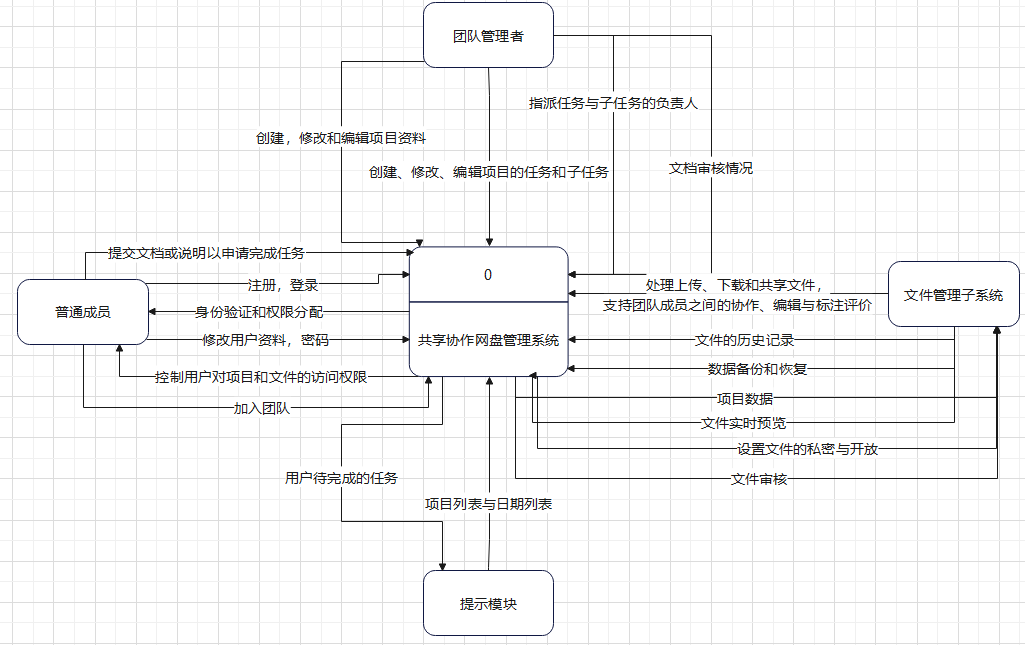 团队管理者
指派任务与子任务的负责人
创建，修改和编辑项目资料
文档审核情况
创建、修改、编辑项目的任务和子任务
提交文档或说明以申请完成任务
0
注册，登录
处理上传、下载和共享文件，
支持团队成员之间的协作、编辑与标注评价
文件管理子系统
普通成员
身份验证和权限分配
修改用户资料，密码
共享协作网盘管理系统
文件的历史记录
数据备份和恢复
控制用户对项目和文件的访问权限
项目数据
加入团队
文件实时预览
设置文件的私密与开放
用户待完成的任务
文件审核
项目列表与日期列表
提示模块